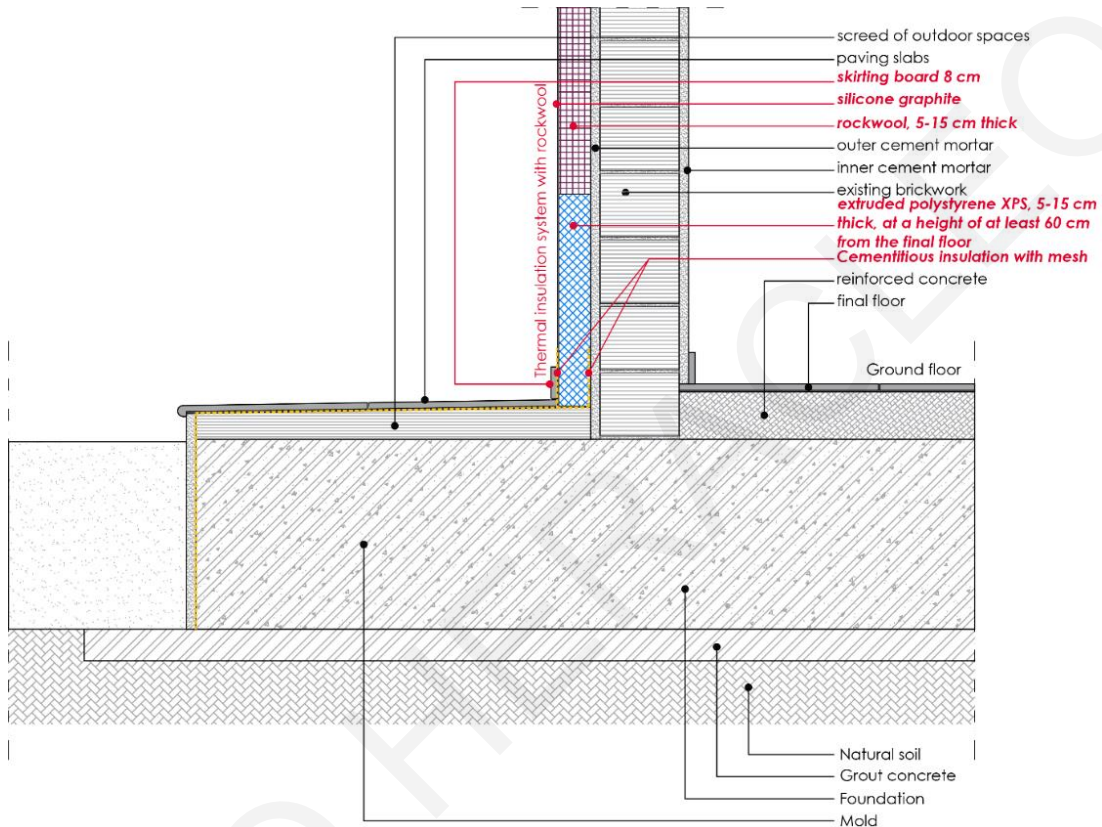 screed of outdoor spaces
paving slabs
skirting board 8 cm
silicone graphite
rockwool, 5-15 cm thick
outer cement mortar
inner cement mortar
existing brickwork
extruded polystyrene XPS, 5-15 cm
thick, at a height of at least 60 cm
from the final floor
Cementitious insulation with mesh
reinforced concrete
final floor
Thermal insulation system with rockwool
Ground floor
Natural soil
Grout concrete
Foundation
Mold